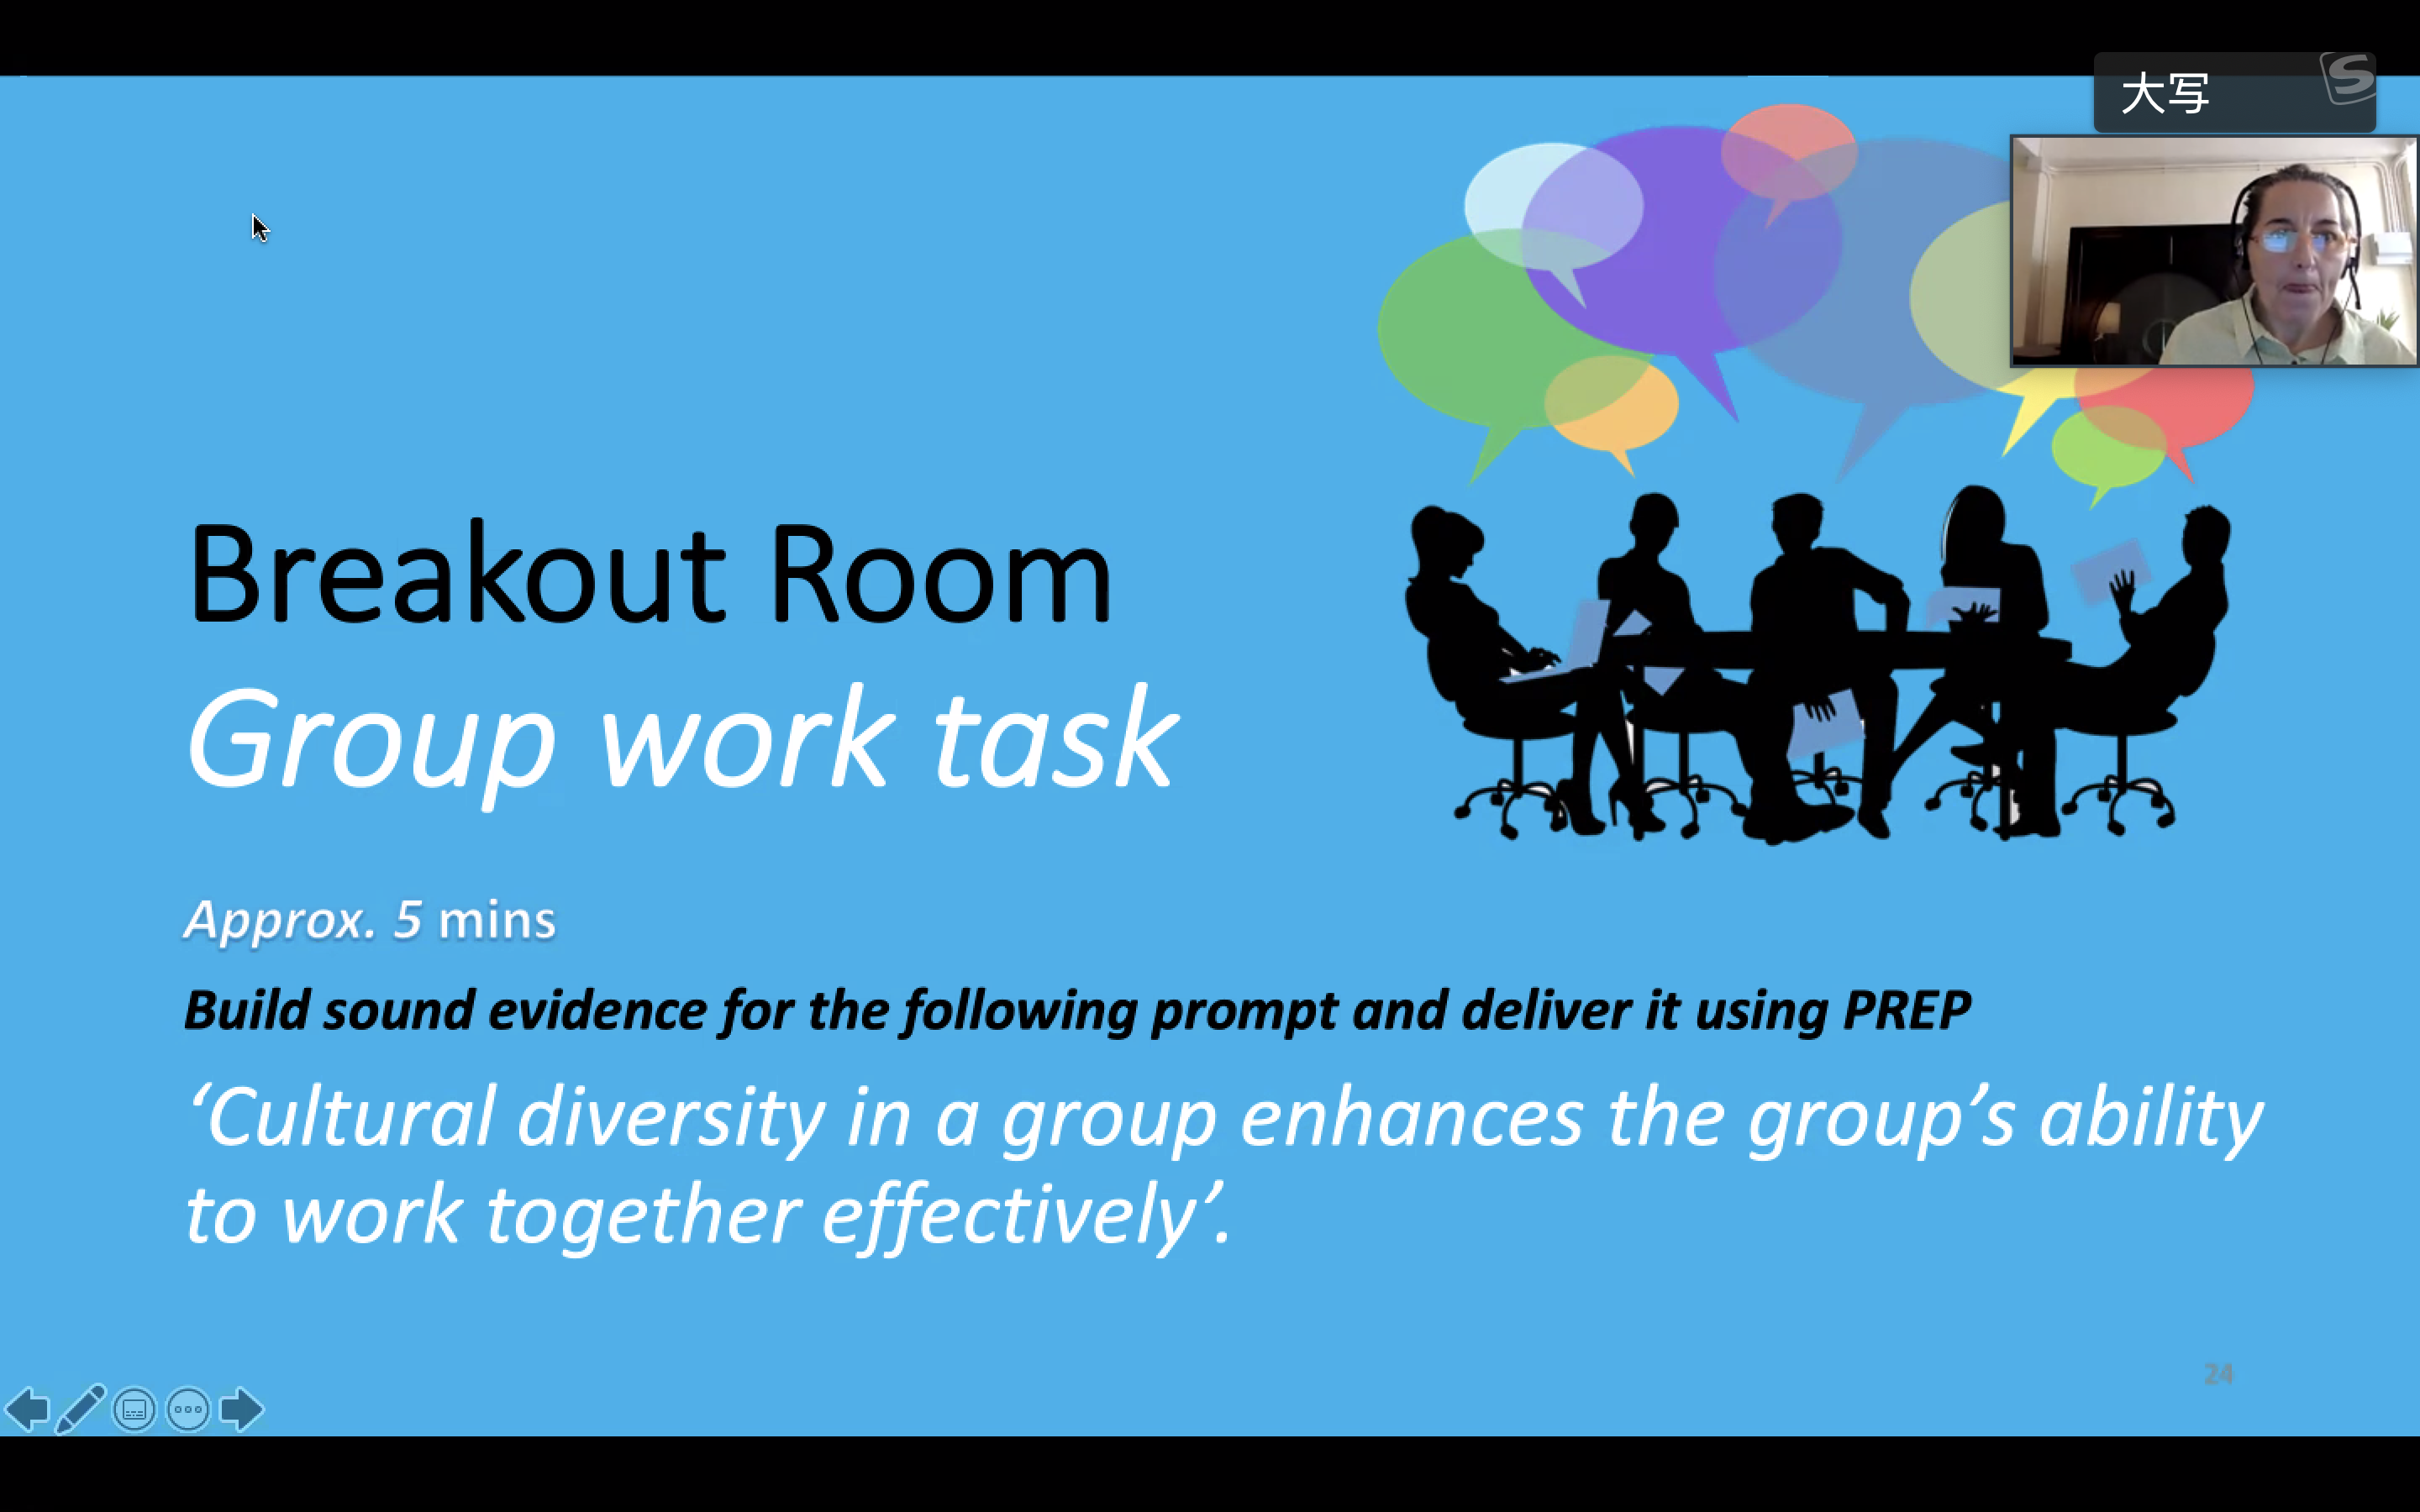 大写
Breakout Room
Group work task
Approx. 5 mins
Build sound evidence for the following prompt and deliver it using PREP
‘Cultural diversity in a group enhances the group’s ability
to work together effectively’.
24